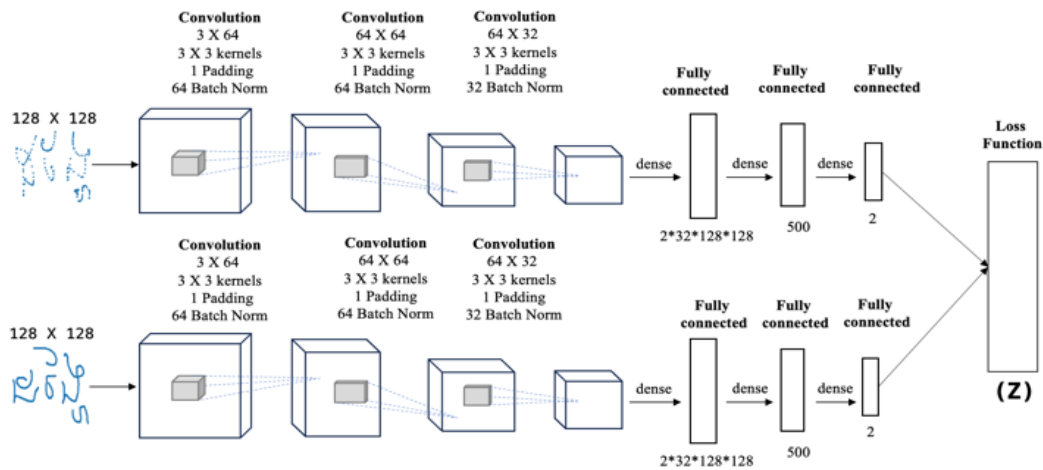 Convolution
3 X 64
3 X 3 kernels
1 Padding
64 Batch Norm
Convolution
64 X 64
3 X 3 kernels
1 Padding
64 Batch Norm
Convolution
64 X 32
3 X 3 kernels
1 Padding
32 Batch Norm
Fully
connected
Fully
connected
Fully
connected
128 X 128
dense
dense
dense
2*32*128*128
500
2
Loss
Function
(Z)
Convolution
3 X 64
3 X 3 kernels
1 Padding
64 Batch Norm
Convolution
64 X 64
3 X 3 kernels
1 Padding
64 Batch Norm
Convolution
64 X 32
3 X 3 kernels
1 Padding
32 Batch Norm
Fully
connected
Fully
connected
Fully
connected
128 X 128
dense
dense
dense
2*32*128*128
500
2